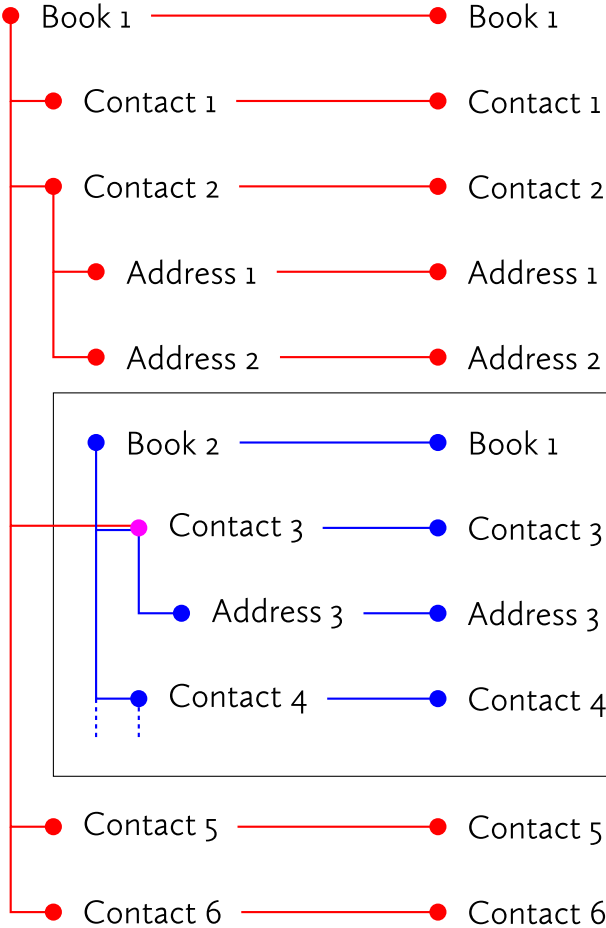 Book 1 Book 1
Contact 1 Contact 1
Contact 2 Contact 2
Address 1 Address 1
Address 2 Address 2
Book 2 Book 1
Contact 3 Contact 3
Address 3 Address 3
Contact 4 Contact 4
Contact 5 Contact 5
Contact 6 Contact 6